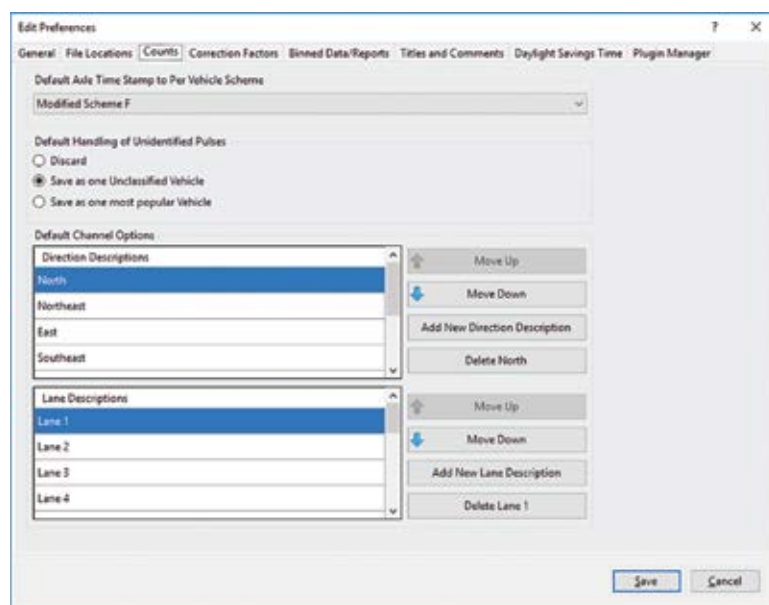 Edit Preferences
? X
General File Locations Counts Correction Factors Binned Data/Reports Titles and Comments Daylight Savings Time Plugin Manager
Default Axle Time Stamp to Per Vehicle Scheme
Modified Scheme F
Default Handling of Unidentified Pulses
Discard
Save as one Unclassified Vehicle
Save as one most popular Vehicle
Default Channel Options
Direction Descriptions
North
Northeast
East
Southeast
Move Up
Move Down
Add New Direction Description
Delete North
Lane Descriptions
Lane 1
Lane 2
Lane 3
Lane 4
Move Up
Move Down
Add New Lane Description
Delete Lane 1
Save Cancel